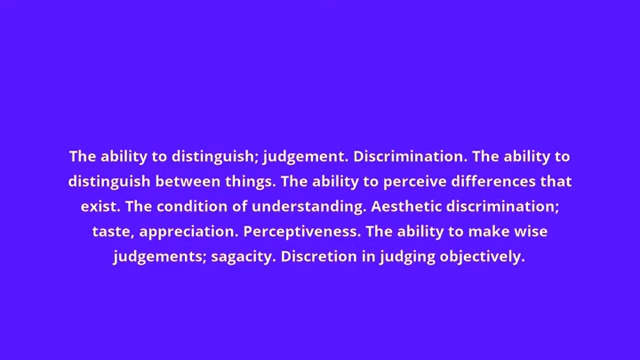 The ability to distinguish; judgement. Discrimination. The ability to
distinguish between things. The ability to perceive differences that
exist. The condition of understanding. Aesthetic discrimination;
taste, appreciation. Perceptiveness. The ability to make wise
judgements; sagacity. Discretion in judging objectively.